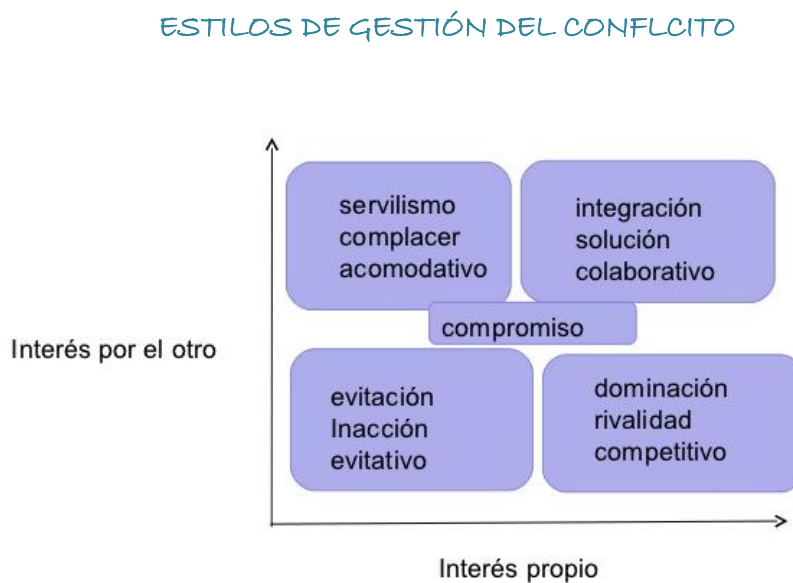 ESTILOS DE GESTIÓN DEL CONFLCITO
servilismo
complacer
acomodativo
integración
solución
colaborativo
compromiso
Interés por el otro
evitación
Inacción
evitativo
dominación
rivalidad
competitivo
Interés propio